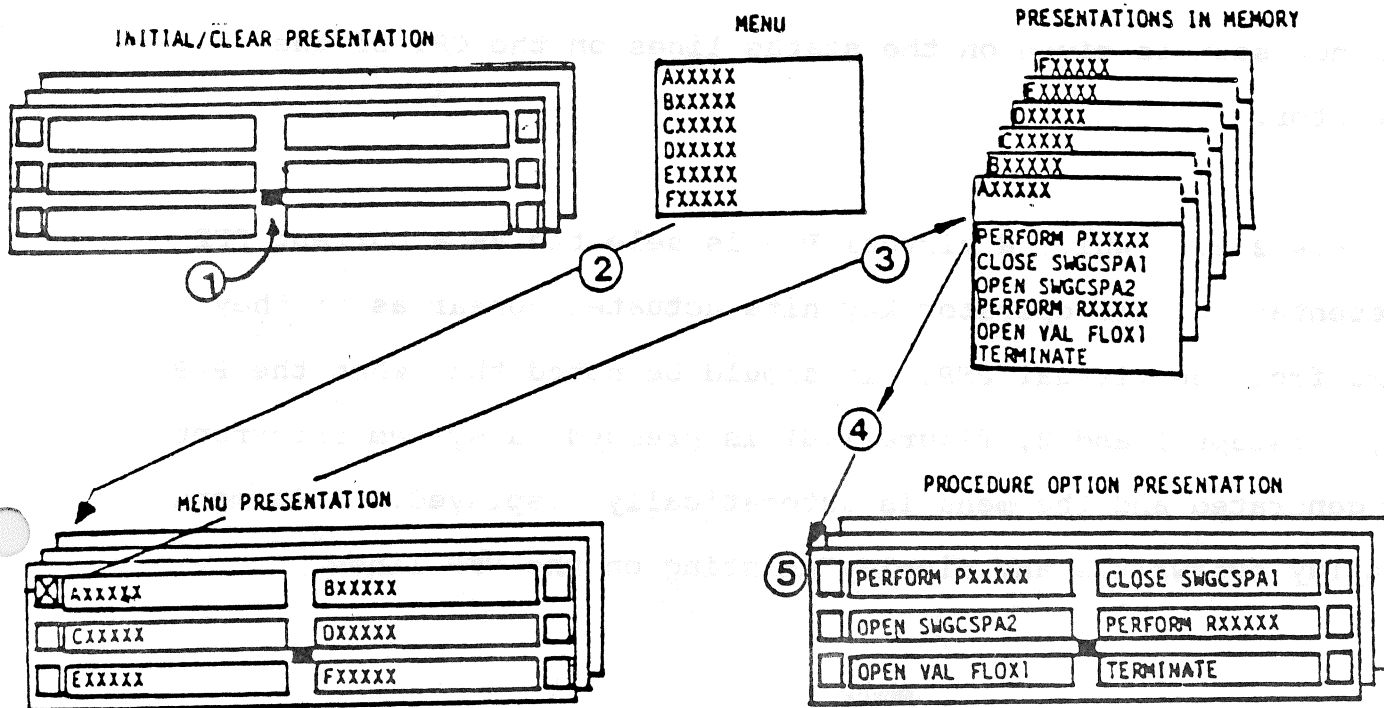 INITIAL/CLEAR PRESENTATION
MENU
PRESENTATIONS IN MEMORY
AXXXXX
BXXXXX
CXXXXX
DXXXXX
EXXXXX
FXXXXX
FXXXXX
EXXXXX
DXXXXX
CXXXXX
BXXXXX
AXXXXX
PERFORM PXXXXX
CLOSE SWGCSPA1
OPEN SWGCSPA2
PERFORM RXXXXX
OPEN VAL FLOX1
TERMINATE
1
2
3
4
MENU PRESENTATION
AXXXXX BXXXXX
CXXXXX DXXXXX
EXXXXX FXXXXX
PROCEDURE OPTION PRESENTATION
5
PERFORM PXXXXX CLOSE SWGCSPA1
OPEN SWGCSPA2 PERFORM RXXXXX
OPEN VAL FLOX1 TERMINATE